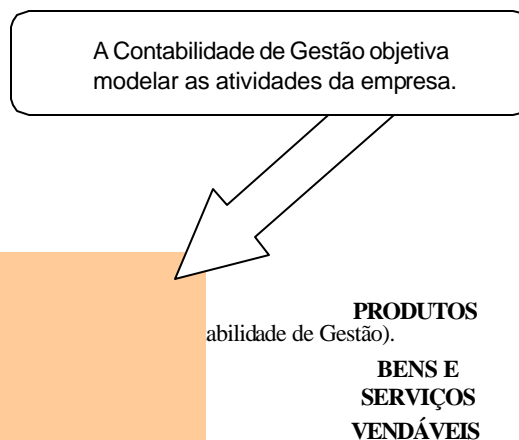 A Contabilidade de Gestão objetiva
modelar as atividades da empresa.
PRODUTOS
abilidade de Gestão).
BENS E
SERVIÇOS
VENDÁVEIS